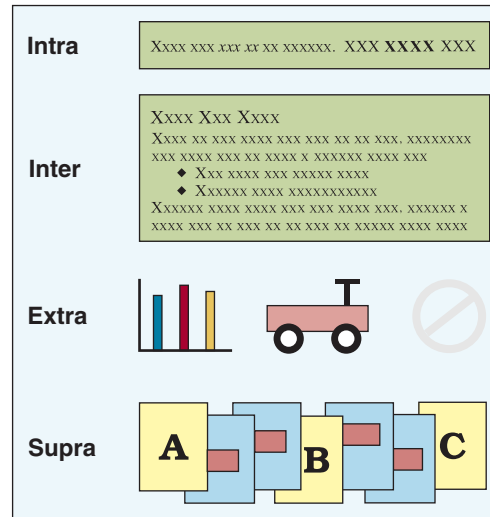 Intra
Xxxx xxx xxx xx xx xxxxxx. XXX XXXX XXX
Inter
Xxxx Xxx Xxxx
Xxxx xx xxx xxxx xxx xxx xx xx xxx. xxxxxxxx
xxx xxxx xxx xx xxxx x xxxxxx xxxx xxx
◆ Xxx xxxx xxx xxxxx xxxx
◆ Xxxxxx xxxx xxxxxxxxxxx
Xxxxxx xxxx xxxx xxx xxx xxxx xxx. xxxxxx x
xxxx xxx xx xxx xx xx xxx xx xxxxx xxxx xxxx
Extra
Supra
A
B
C